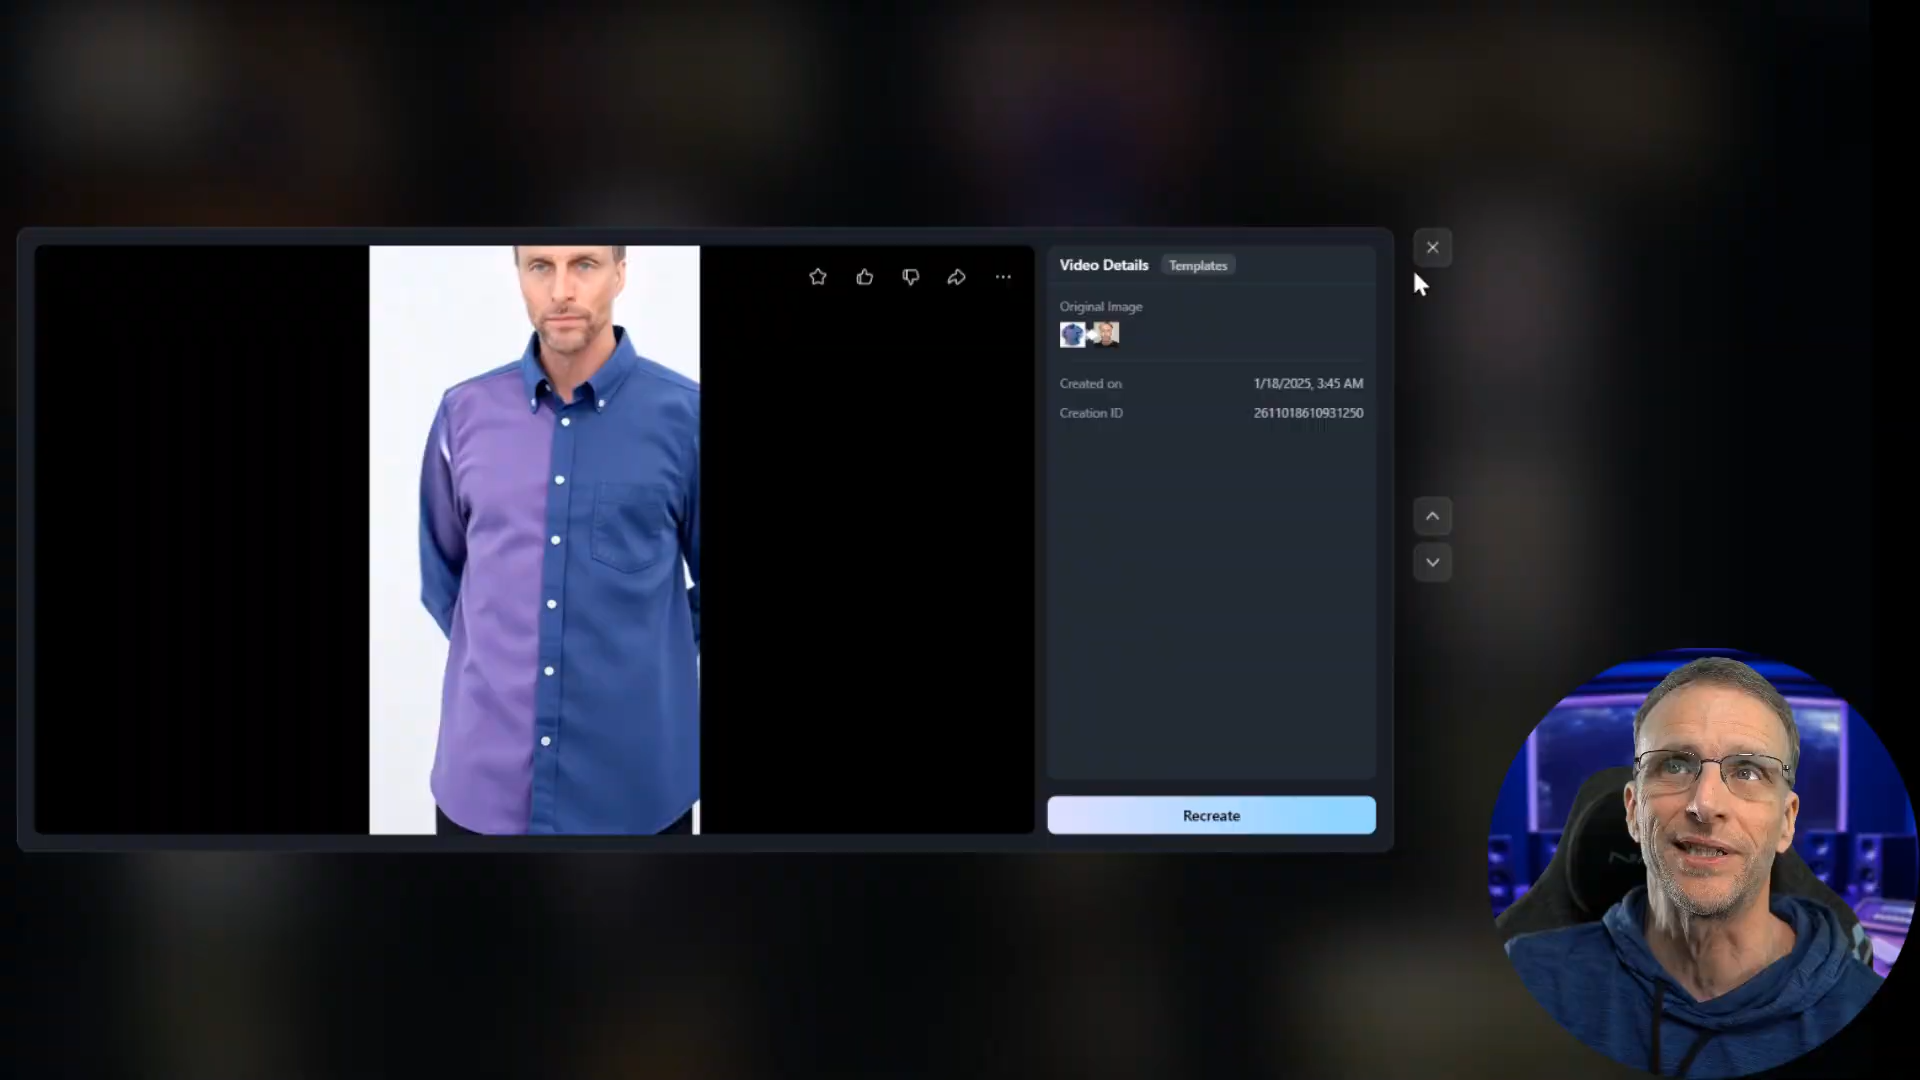 Video Details
Templates
Original Image
Created on
1/18/2025, 3:45 AM
Creation ID
2611018610931250
Recreate